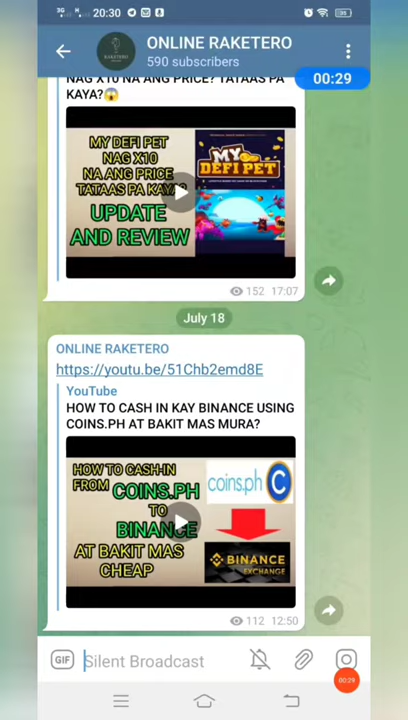 3G 20:30
ONLINE RAKETERO
590 subscribers
00:29
NAG X10 NA ANG PRICE? TATAAS PA
KAYA?😱
MY DEFI PET
NAG X10
NA ANG PRICE
TATAAS PA KAYA?
UPDATE
AND REVIEW
MY
DEFI PET
152 17:07
July 18
ONLINE RAKETERO
https://youtu.be/51Chb2emd8E
YouTube
HOW TO CASH IN KAY BINANCE USING
COINS.PH AT BAKIT MAS MURA?
HOW TO CASH-IN
FROM COINS.PH
TO
BINANCE
AT BAKIT MAS
CHEAP
coins.ph
BINANCE
EXCHANGE
112 12:50
GIF Silent Broadcast
00:29